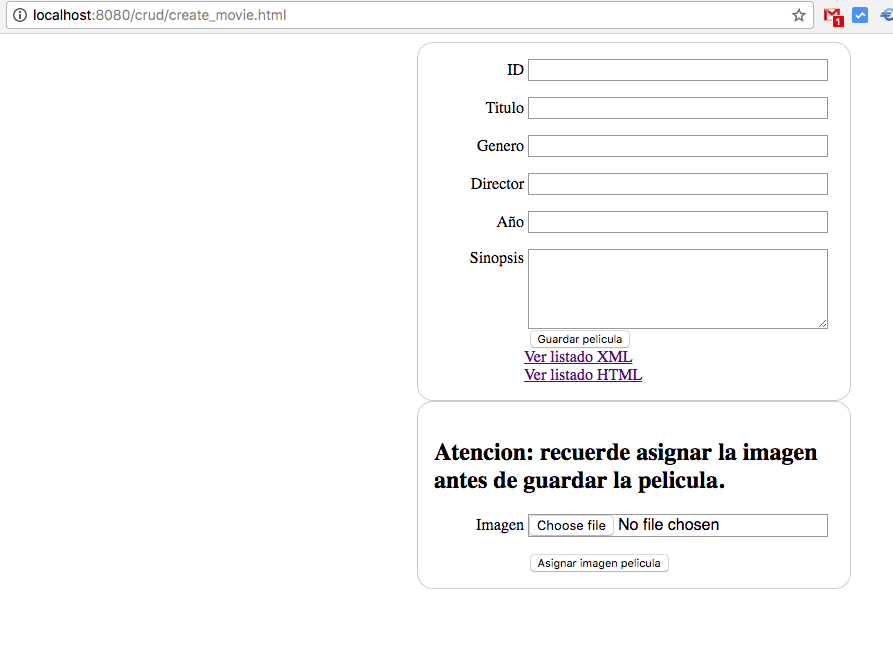 localhost:8080/crud/create_movie.html
1
ID
Titulo
Genero
Director
Año
Sinopsis
Guardar pelicula
Ver listado XML
Ver listado HTML
Atencion: recuerde asignar la imagen
antes de guardar la pelicula.
Imagen Choose file No file chosen
Asignar imagen pelicula